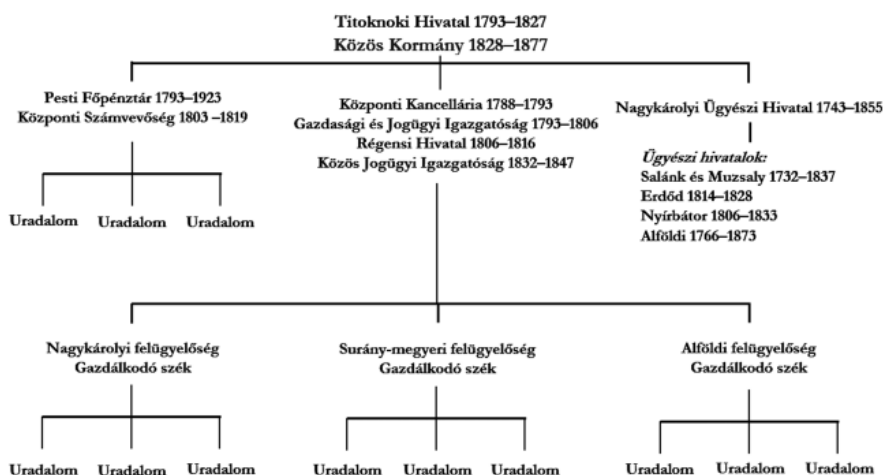 Titoknoki Hivatal 1793–1827
Közös Kormány 1828–1877
Pesti Főpénztár 1793–1923
Központi Számvevőség 1803 –1819
Uradalom Uradalom Uradalom
Központi Kancellária 1788–1793
Gazdasági és Jogügyi Igazgatóság 1793–1806
Régensi Hivatal 1806–1816
Közös Jogügyi Igazgatóság 1832–1847
Nagykárolyi Ügyészi Hivatal 1743–1855
Ügyészi hivatalok:
Salánk és Muzsaly 1732–1837
Erdőd 1814–1828
Nyírbátor 1806–1833
Alföldi 1766–1873
Nagykárolyi felügyelőség
Gazdálkodó szék
Surány-megyeri felügyelőség
Gazdálkodó szék
Alföldi felügyelőség
Gazdálkodó szék
Uradalom Uradalom Uradalom
Uradalom Uradalom Uradalom
Uradalom Uradalom Uradalom